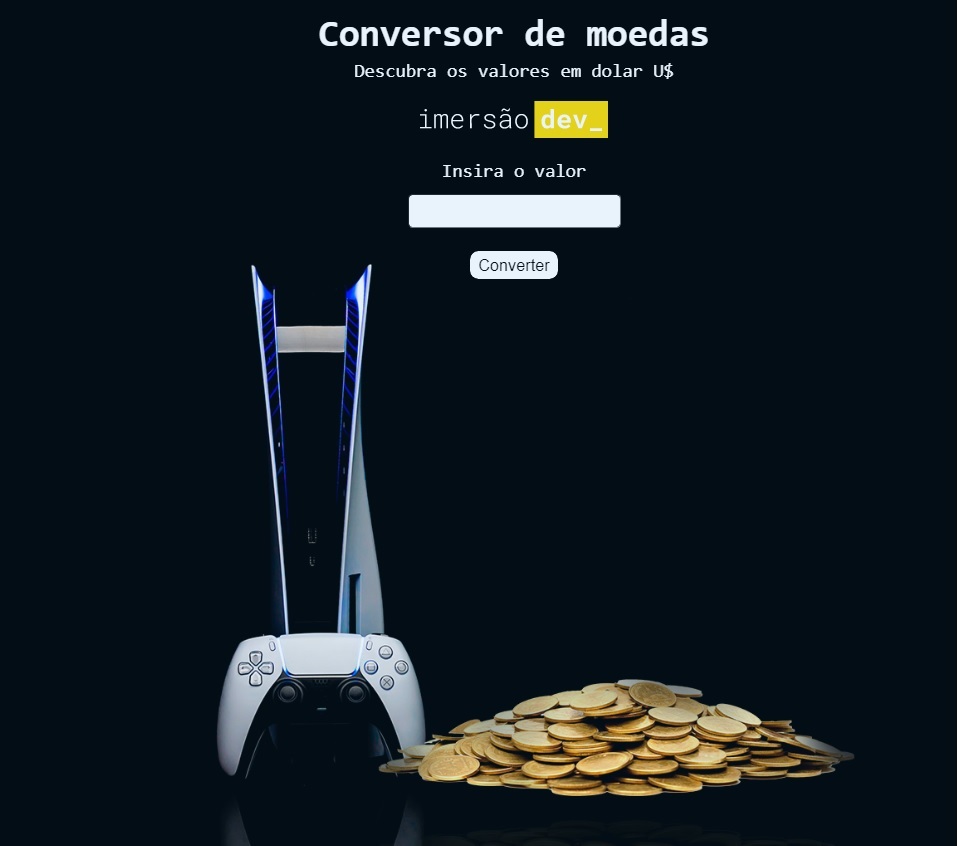 Conversor de moedas
Descubra os valores em dolar U$
imersão dev_
Insira o valor
Converter